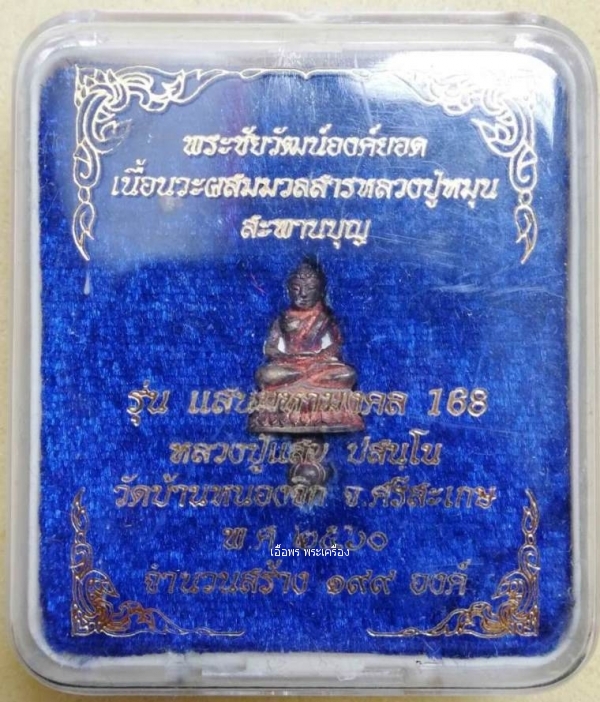 พระชัยวัฒน์องค์ยอด
เนื้อนวะผสมมวลสารหลวงปู่หมุน
สะพานบุญ
รุ่น แสนมหามงคล 168
หลวงปู่แสน ปสนฺโน
วัดบ้านหนองจิก จ.ศรีสะเกษ
พ.ศ.๒๕๖๐
เอื้อพร พระเครื่อง
จำนวนสร้าง ๑๙๙ องค์